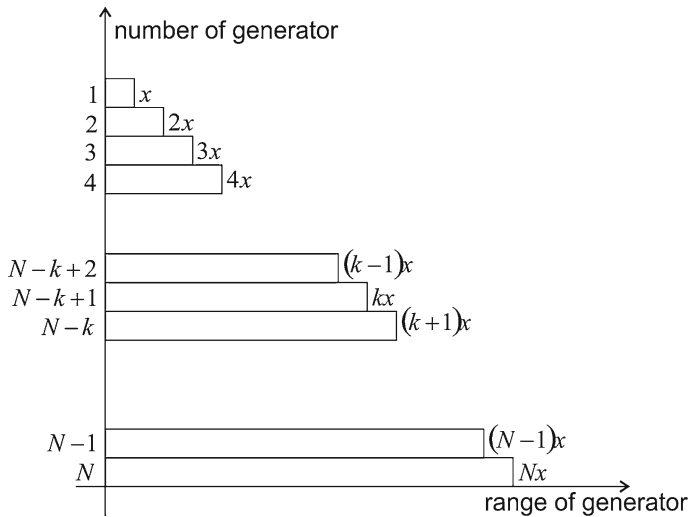 number of generator
1 x
2 2x
3 3x
4 4x
N−k+2 (k−1)x
N−k+1 kx
N−k (k+1)x
N−1 (N−1)x
N Nx
range of generator